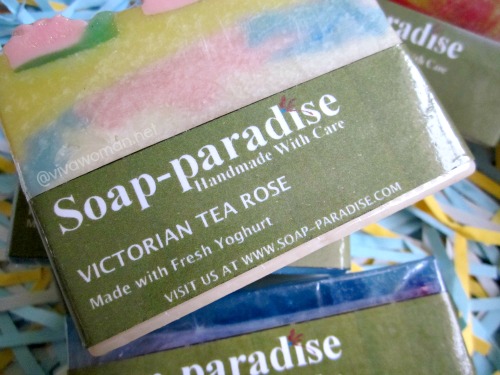 @vivawoman.net
Soap-paradise
Handmade With Care
VICTORIAN TEA ROSE
Made with Fresh Yoghurt
VISIT US AT WWW.SOAP-PARADISE.COM
paradise
Care
paradise